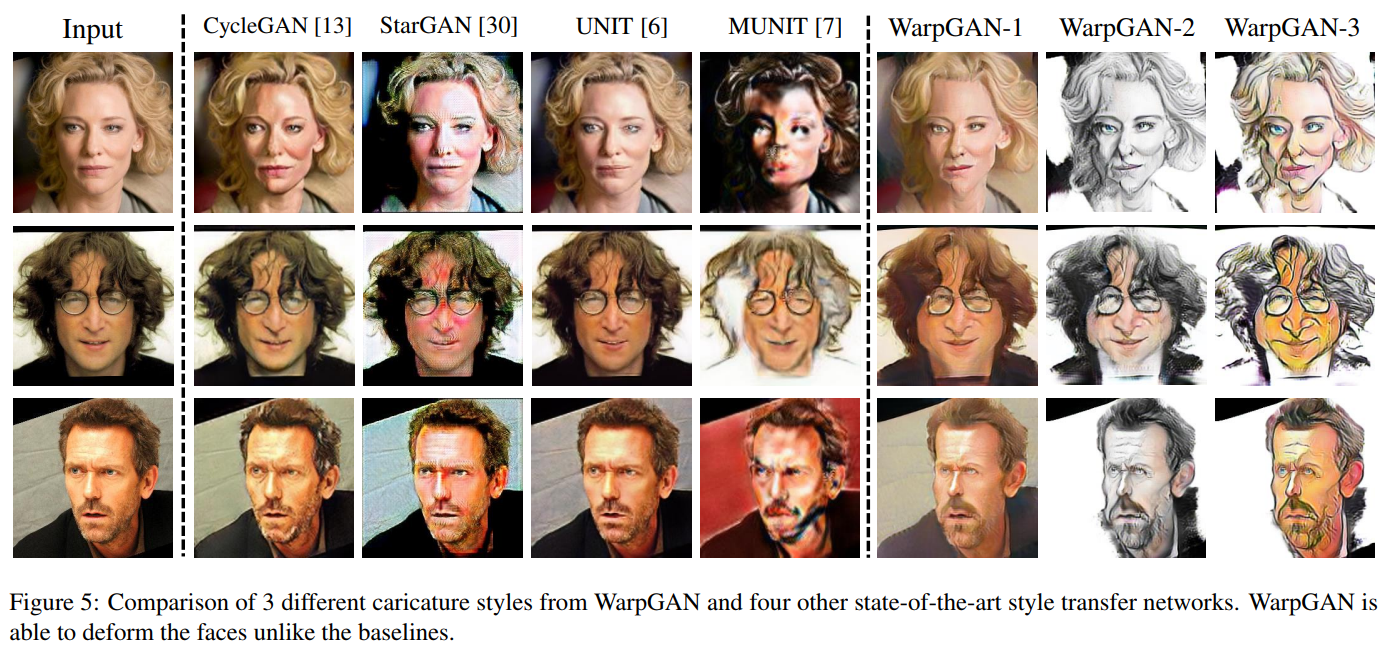 Input CycleGAN [13] StarGAN [30] UNIT [6] MUNIT [7] WarpGAN-1 WarpGAN-2 WarpGAN-3
Figure 5: Comparison of 3 different caricature styles from WarpGAN and four other state-of-the-art style transfer networks. WarpGAN is
able to deform the faces unlike the baselines.